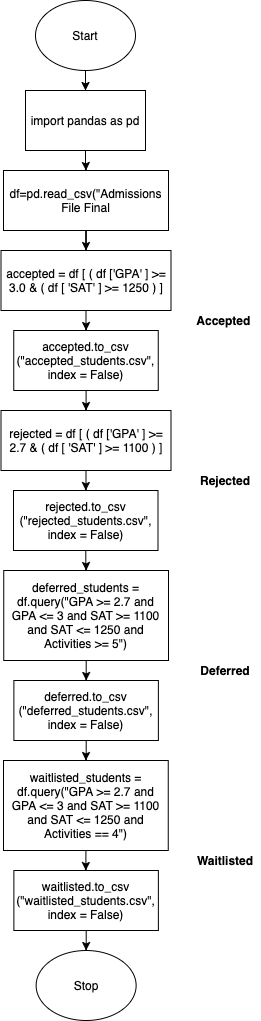 Start
import pandas as pd
df=pd.read_csv("Admissions
File Final
accepted = df [ ( df ['GPA' ] >=
3.0 & ( df [ 'SAT' ] >= 1250 ) ]
Accepted
accepted.to_csv
("accepted_students.csv",
index = False)
rejected = df [ ( df ['GPA' ] >=
2.7 & ( df [ 'SAT' ] >= 1100 ) ]
Rejected
rejected.to_csv
("rejected_students.csv",
index = False)
deferred_students =
df.query("GPA >= 2.7 and
GPA <= 3 and SAT >= 1100
and SAT <= 1250 and
Activities >= 5")
Deferred
deferred.to_csv
("deferred_students.csv",
index = False)
waitlisted_students =
df.query("GPA >= 2.7 and
GPA <= 3 and SAT >= 1100
and SAT <= 1250 and
Activities == 4")
Waitlisted
waitlisted.to_csv
("waitlisted_students.csv",
index = False)
Stop